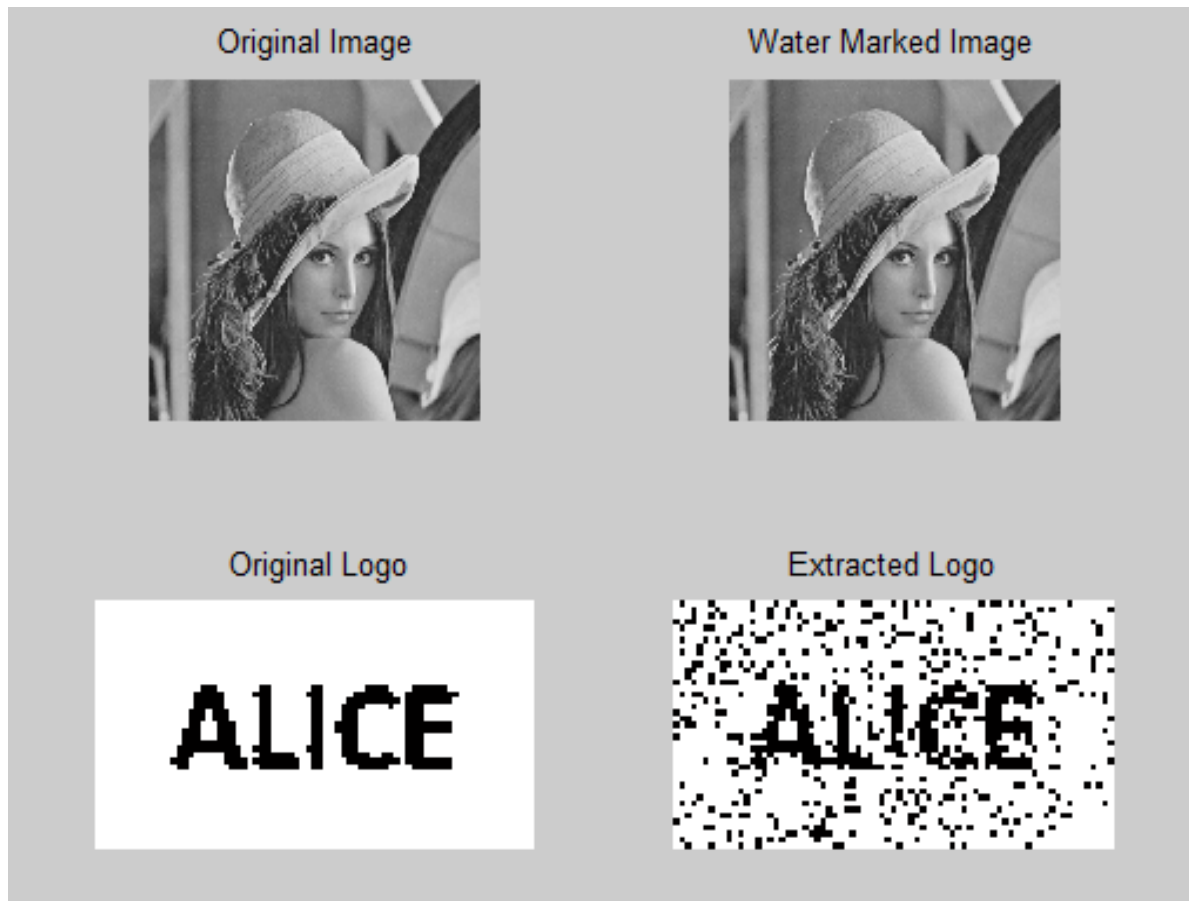 Original Image
Water Marked Image
Original Logo
Extracted Logo
ALICE
ALICE